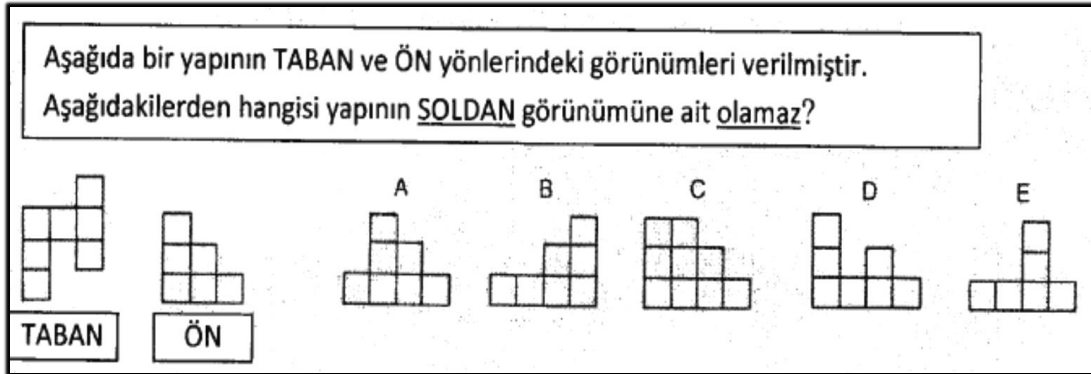 Aşağıda bir yapının TABAN ve ÖN yönlerindeki görünümleri verilmiştir.
Aşağıdakilerden hangisi yapının SOLDAN görünümüne ait olamaz?
A B C D E
TABAN ÖN